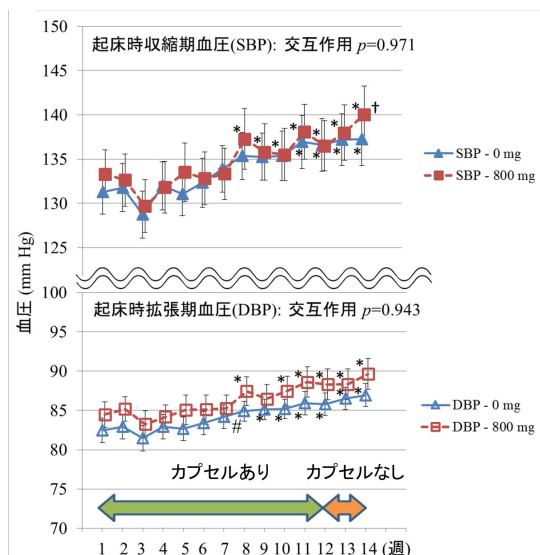 150
起床時収縮期血圧(SBP): 交互作用 p=0.971
145
140
135
130
125
* * * * * * * †
* * * *
SBP - 0 mg
SBP - 800 mg
血圧 (mm Hg)
100
起床時拡張期血圧(DBP): 交互作用 p=0.943
95
90
85
80
75
70
* * * * * *
# * * * * * *
DBP - 0 mg
DBP - 800 mg
カプセルあり カプセルなし
1 2 3 4 5 6 7 8 9 10 11 12 13 14 (週)